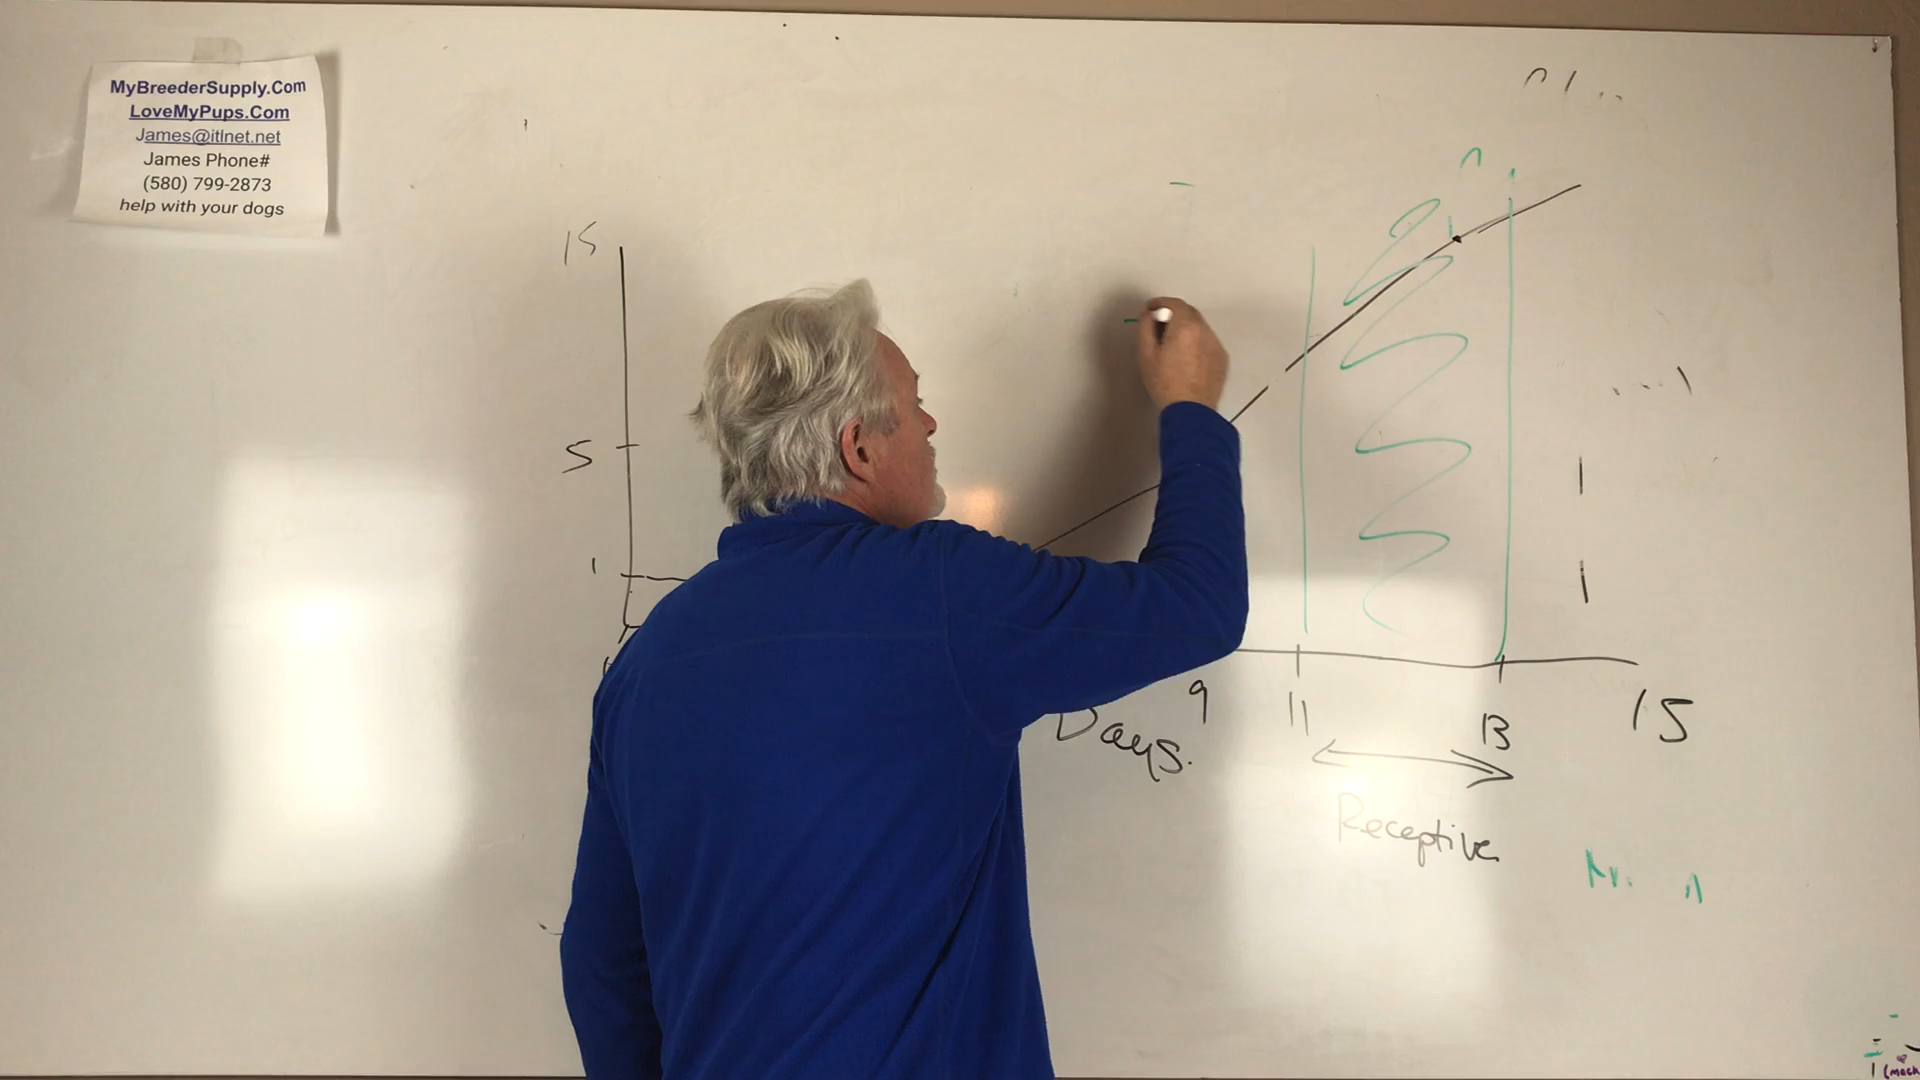 MyBreederSupply.Com
LoveMyPups.Com
James@itlnet.net
James Phone#
(580) 799-2873
help with your dogs
15
5
1
9 11 13 15
Days.
Receptive